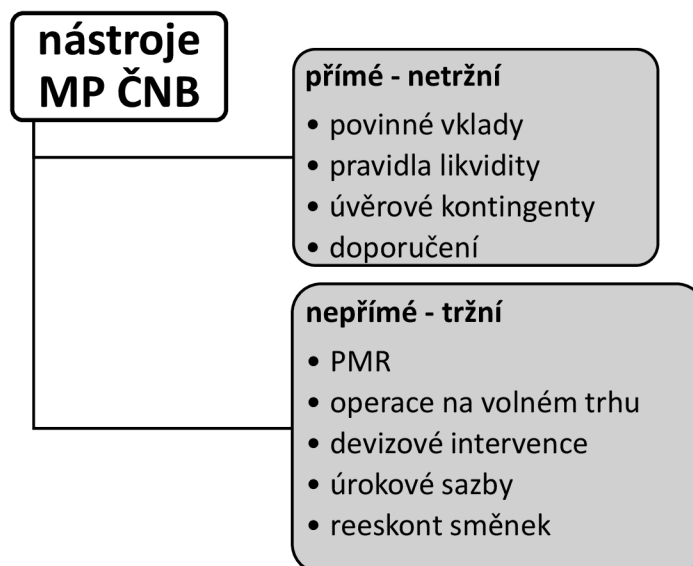 nástroje
MP ČNB
přímé - netržní
• povinné vklady
• pravidla likvidity
• úvěrové kontingenty
• doporučení
nepřímé - tržní
• PMR
• operace na volném trhu
• devizové intervence
• úrokové sazby
• reeskont směnek